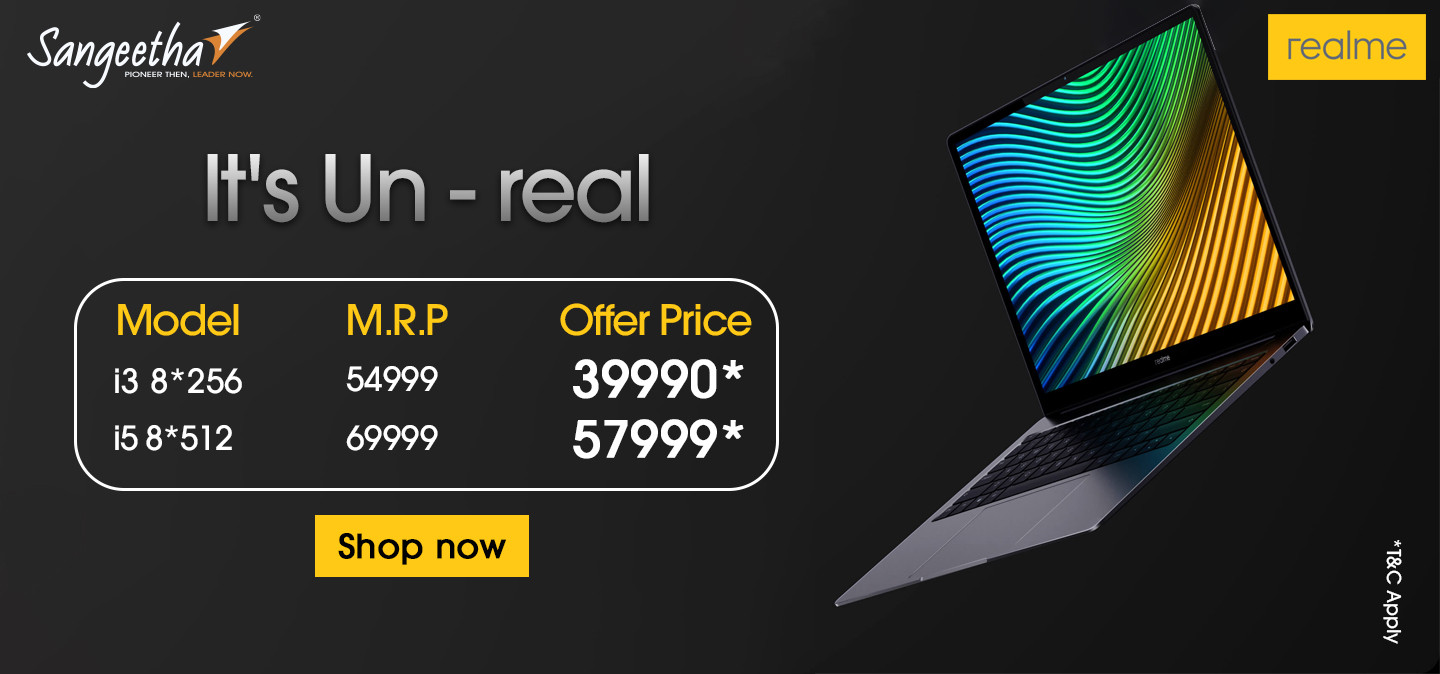 Sangeetha®
PIONEER THEN, LEADER NOW.
realme
It's Un - real
Model M.R.P Offer Price
i3 8*256 54999 39990*
i5 8*512 69999 57999*
Shop now
realme
*T&C Apply